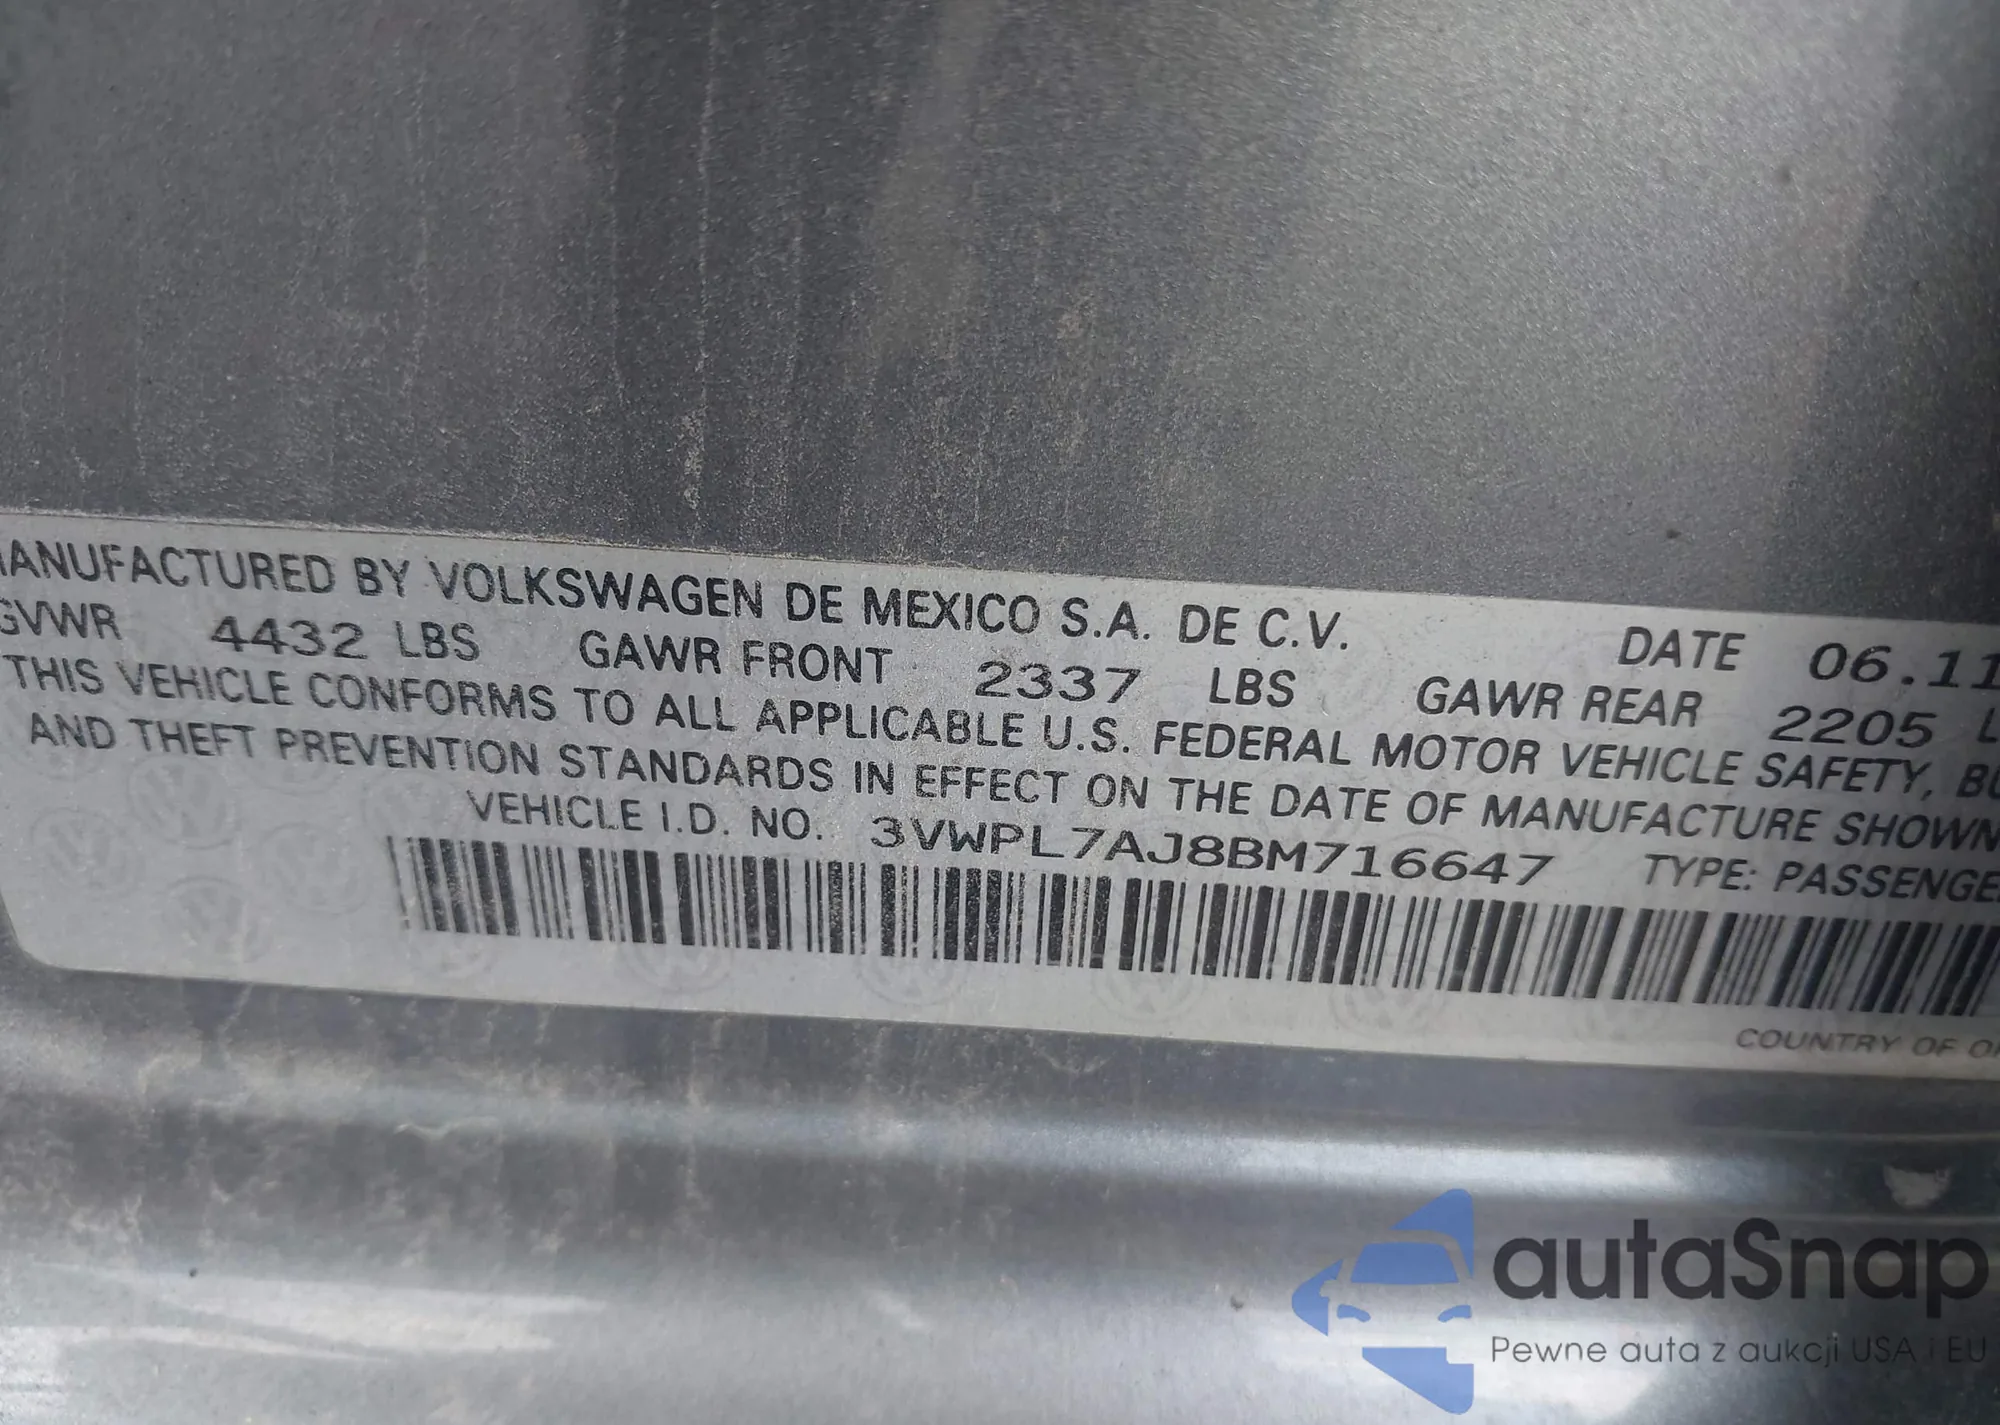 MANUFACTURED BY VOLKSWAGEN DE MEXICO S.A. DE C.V. DATE 06.11
GVWR 4432 LBS GAWR FRONT 2337 LBS GAWR REAR 2205 L
THIS VEHICLE CONFORMS TO ALL APPLICABLE U.S. FEDERAL MOTOR VEHICLE SAFETY, BU
AND THEFT PREVENTION STANDARDS IN EFFECT ON THE DATE OF MANUFACTURE SHOWN
VEHICLE I.D. NO. 3VWPL7AJ8BM716647 TYPE: PASSENGE
COUNTRY OF O
autaSnap
Pewne auta z aukcji USA i EU